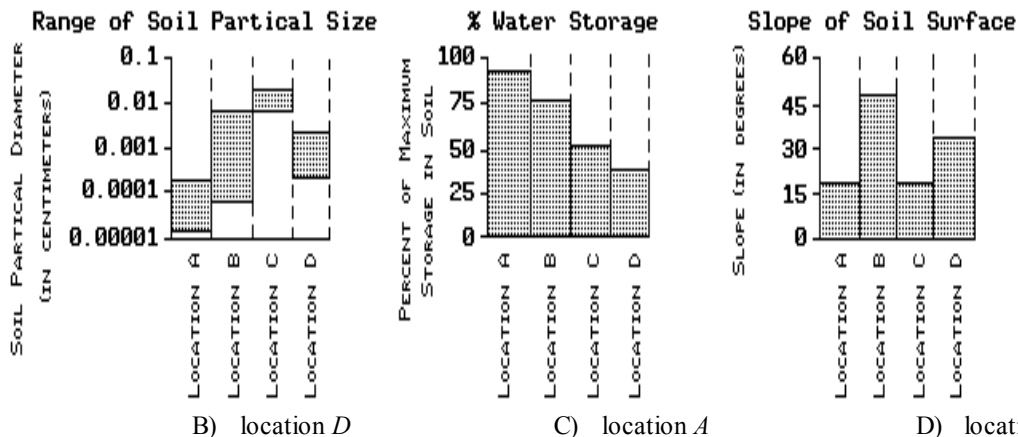 Range of Soil Partical Size
SOIL PARTICAL DIAMETER
(IN CENTIMETERS)
0.1
0.01
0.001
0.0001
0.00001
LOCATION A
LOCATION B
LOCATION C
LOCATION D
% Water Storage
PERCENT OF MAXIMUM
STORAGE IN SOIL
100
75
50
25
0
LOCATION A
LOCATION B
LOCATION C
LOCATION D
Slope of Soil Surface
SLOPE (IN DEGREES)
60
45
30
15
0
LOCATION A
LOCATION B
LOCATION C
LOCATION D
B) location D
C) location A
D) locati